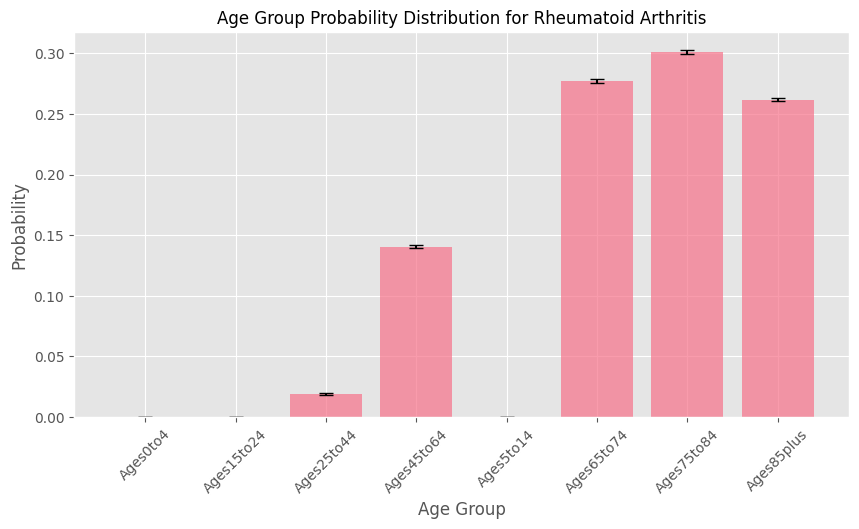 Age Group Probability Distribution for Rheumatoid Arthritis
Probability
0.30
0.25
0.20
0.15
0.10
0.05
0.00
Ages0to4
Ages15to24
Ages25to44
Ages45to64
Ages5to14
Ages65to74
Ages75to84
Ages85plus
Age Group